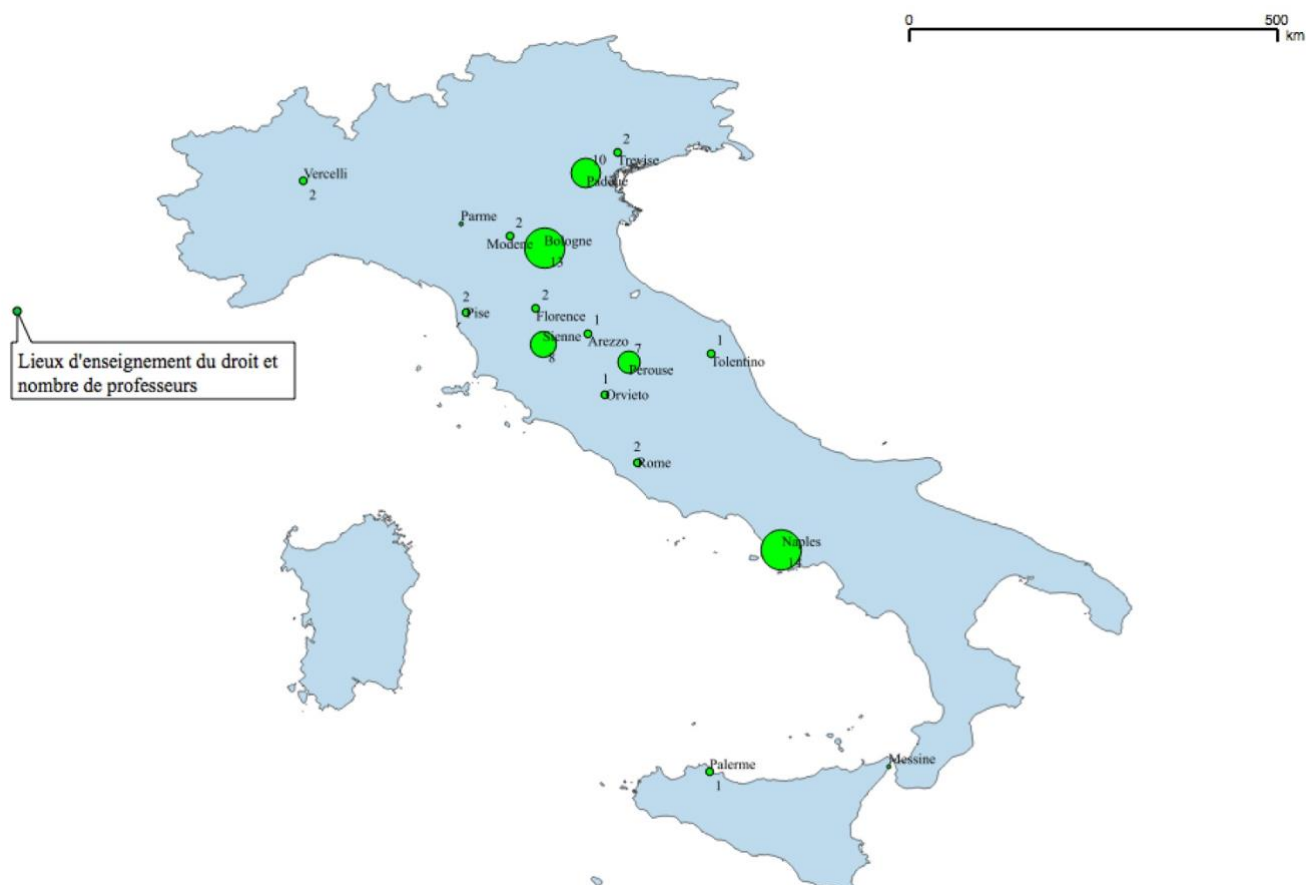 0
500
km
2
Trevise
10
Padoue
Vercelli
2
Parme
2
Modene
Bologne
13
2
Pise
2
Florence
1
Arezzo
Sienne
8
7
Perouse
1
Tolentino
1
Orvieto
Lieux d'enseignement du droit et
nombre de professeurs
2
Rome
Naples
14
Palerme
1
Messine